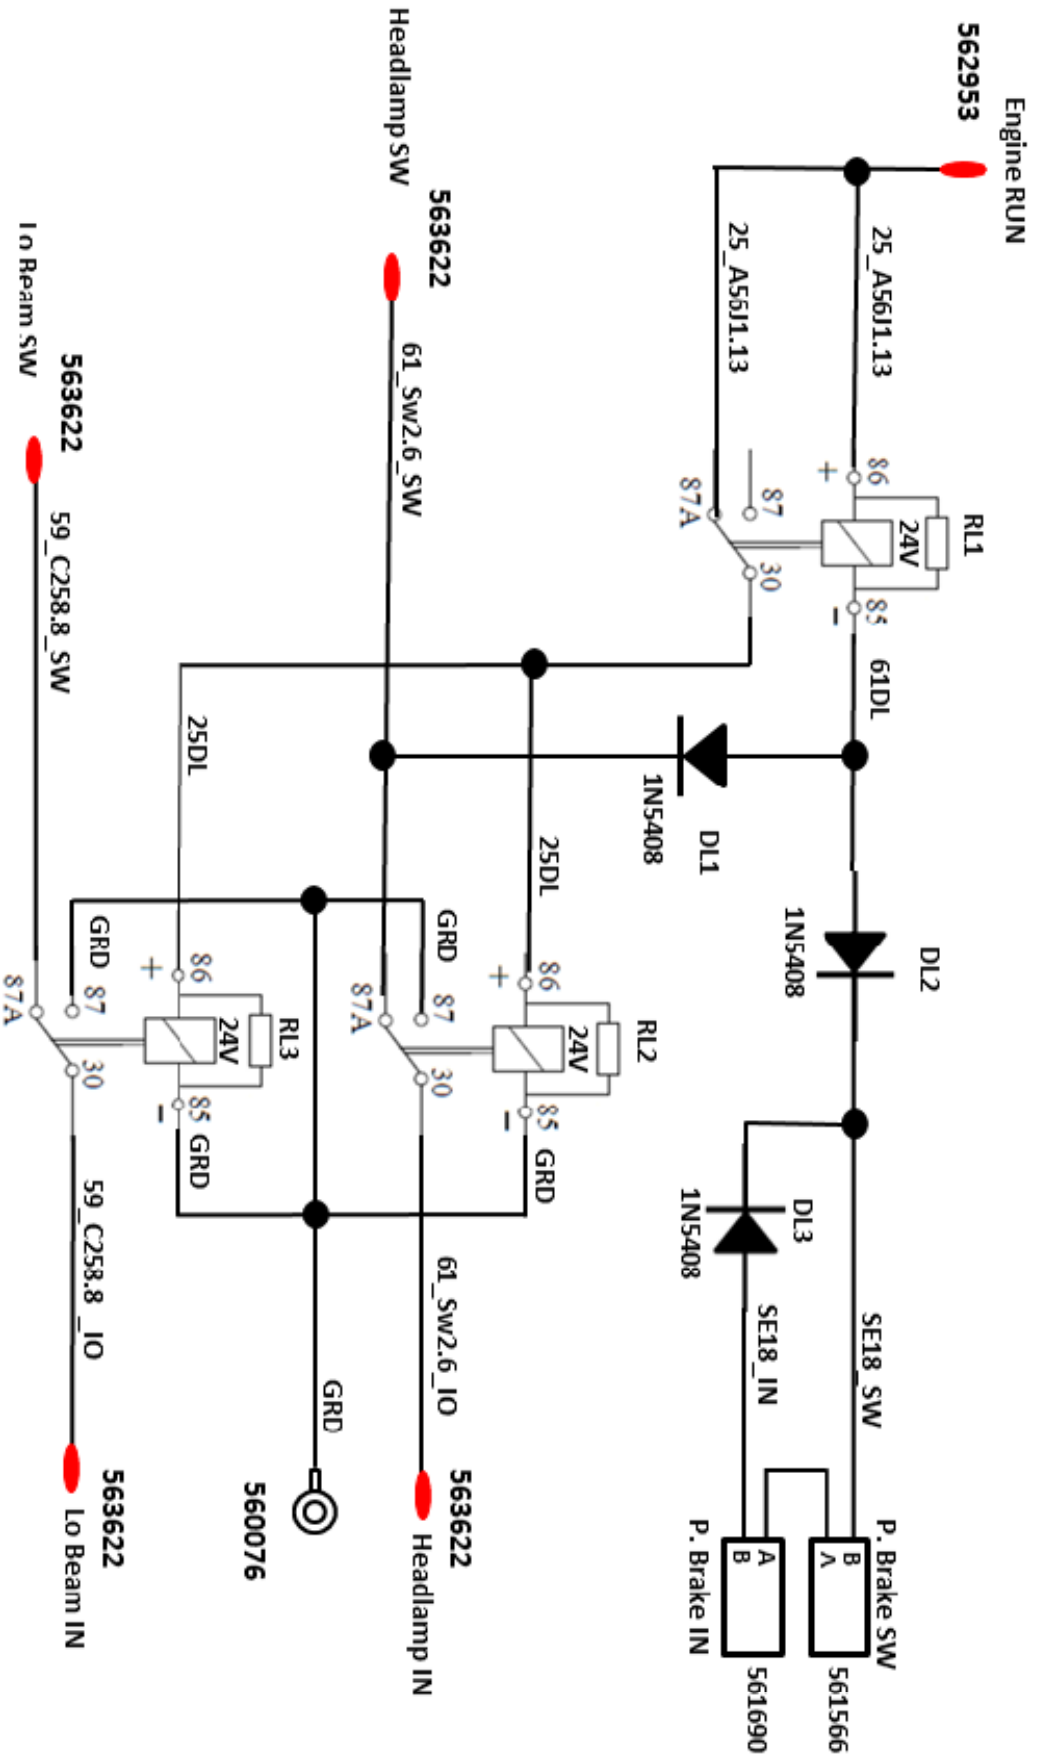 Engine RUN
562953
25_A56J1.13
86
+
RL1
24V
85
−
61DL
DL2
1N5408
SE18_SW
P. Brake SW
B
A
561566
25_A56J1.13
87
87A
30
DL1
1N5408
DL3
1N5408
SE18_IN
A
B
P. Brake IN
561690
Headlamp SW
563622
61_Sw2.6_SW
25DL
86
+
RL2
24V
85
−
GRD
GRD
87
87A
30
61_Sw2.6_IO
563622
Headlamp IN
GRD
560076
25DL
86
+
RL3
24V
85
−
GRD
Lo Beam SW
563622
59_C258.8_SW
GRD
87
87A
30
59_C258.8 _IO
563622
Lo Beam IN